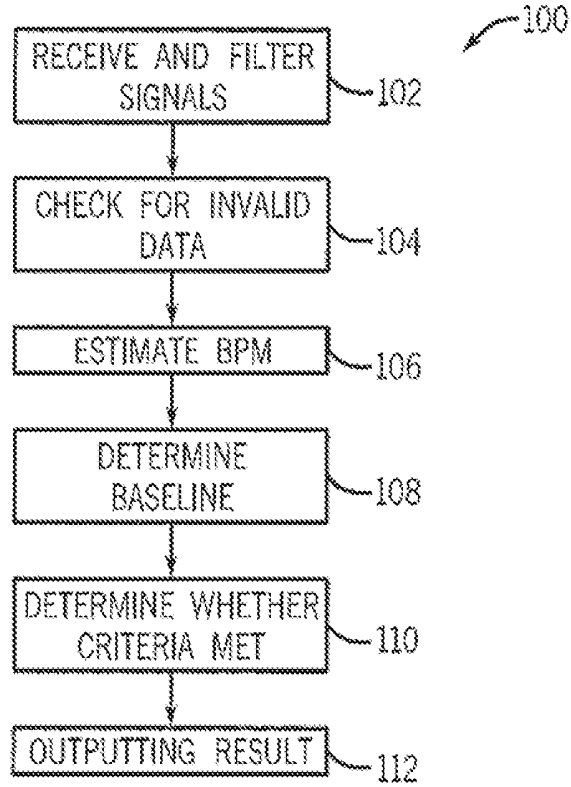 100
RECEIVE AND FILTER
SIGNALS
102
CHECK FOR INVALID
DATA
104
ESTIMATE BPM
106
DETERMINE
BASELINE
108
DETERMINE WHETHER
CRITERIA MET
110
OUTPUTTING RESULT
112